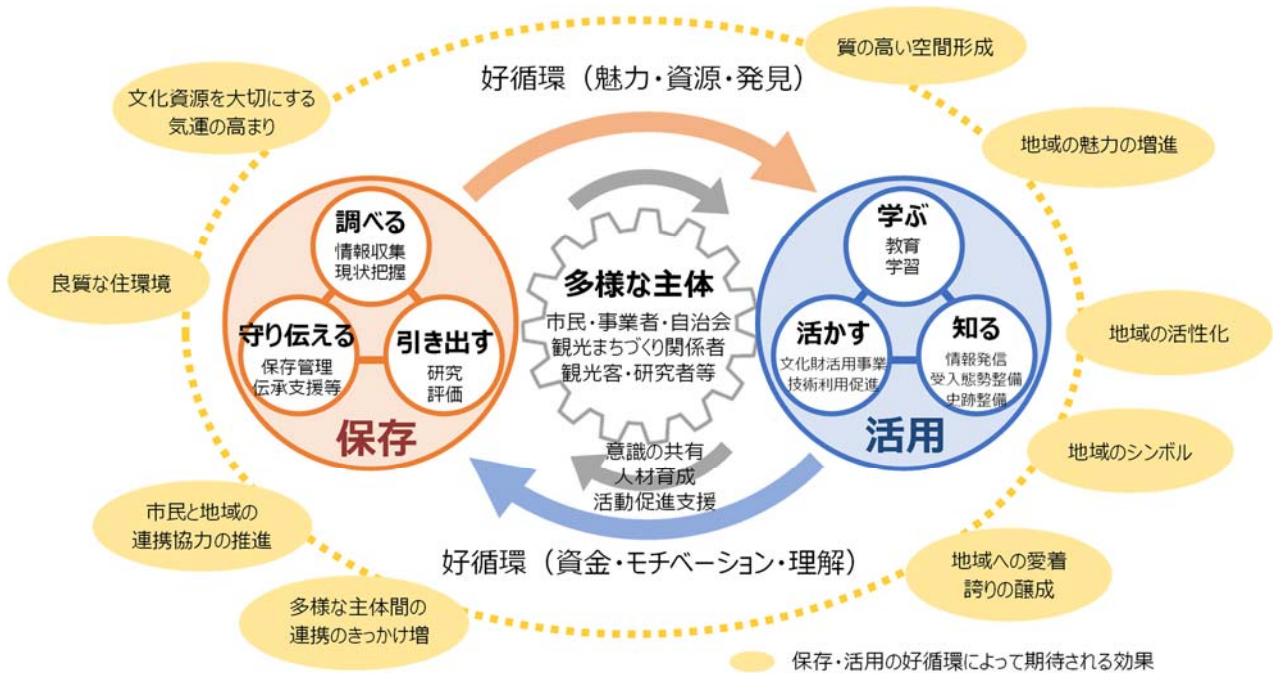 質の高い空間形成
好循環（魅力・資源・発見）
文化資源を大切にする
気運の高まり
地域の魅力の増進
調べる
情報収集
現状把握
学ぶ
教育
学習
良質な住環境
多様な主体
市民・事業者・自治会
観光まちづくり関係者
観光客・研究者等
守り伝える
保存管理
伝承支援等
引き出す
研究
評価
保存
活かす
文化財活用事業
技術利用促進
知る
情報発信
受入態勢整備
史跡整備
活用
地域の活性化
意識の共有
人材育成
活動促進支援
地域のシンボル
市民と地域の
連携協力の推進
好循環（資金・モチベーション・理解）
地域への愛着
誇りの醸成
多様な主体間の
連携のきっかけ増
保存・活用の好循環によって期待される効果